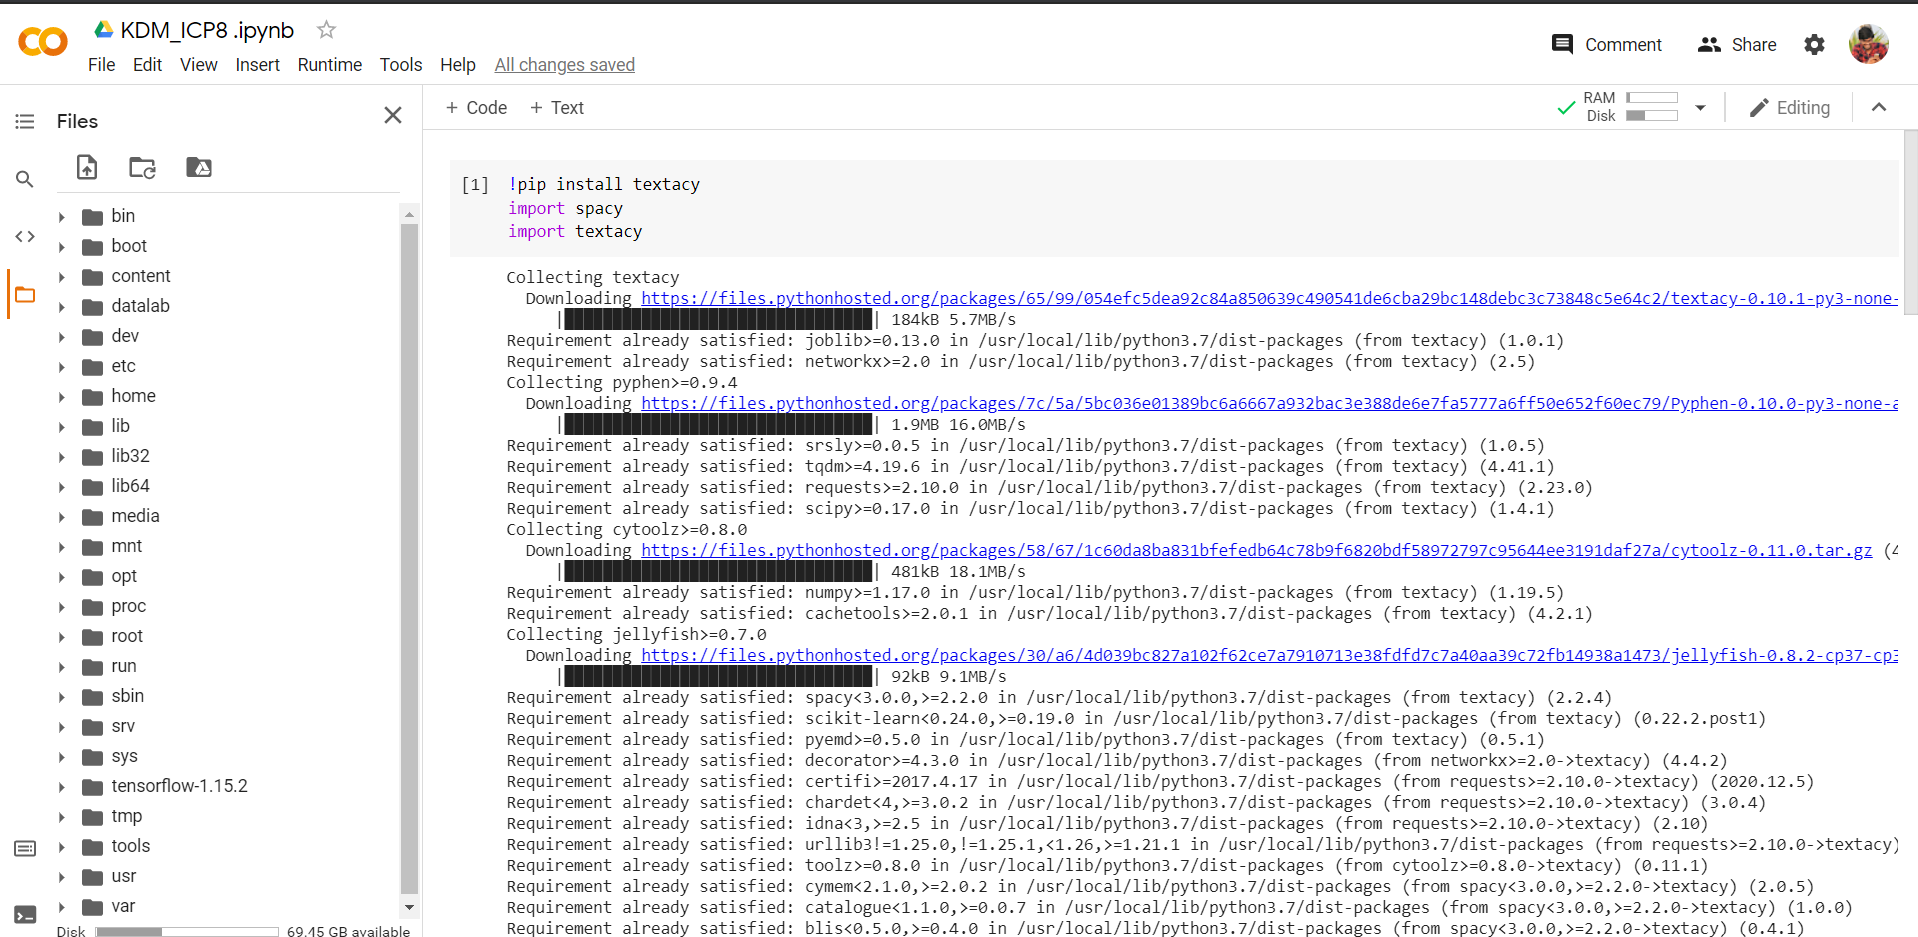 KDM_ICP8 .ipynb
File Edit View Insert Runtime Tools Help All changes saved
Comment
Share
Files
bin
boot
content
datalab
dev
etc
home
lib
lib32
lib64
media
mnt
opt
proc
root
run
sbin
srv
sys
tensorflow-1.15.2
tmp
tools
usr
var
Disk 69.45 GB available
+ Code + Text
RAM
Disk
Editing
[1] !pip install textacy
import spacy
import textacy
Collecting textacy
Downloading https://files.pythonhosted.org/packages/65/99/054efc5dea92c84a850639c490541de6cba29bc148debc3c73848c5e64c2/textacy-0.10.1-py3-none-
|████████████████████████████████| 184kB 5.7MB/s
Requirement already satisfied: joblib>=0.13.0 in /usr/local/lib/python3.7/dist-packages (from textacy) (1.0.1)
Requirement already satisfied: networkx>=2.0 in /usr/local/lib/python3.7/dist-packages (from textacy) (2.5)
Collecting pyphen>=0.9.4
Downloading https://files.pythonhosted.org/packages/7c/5a/5bc036e01389bc6a6667a932bac3e388de6e7fa5777a6ff50e652f60ec79/Pyphen-0.10.0-py3-none-a
|████████████████████████████████| 1.9MB 16.0MB/s
Requirement already satisfied: srsly>=0.0.5 in /usr/local/lib/python3.7/dist-packages (from textacy) (1.0.5)
Requirement already satisfied: tqdm>=4.19.6 in /usr/local/lib/python3.7/dist-packages (from textacy) (4.41.1)
Requirement already satisfied: requests>=2.10.0 in /usr/local/lib/python3.7/dist-packages (from textacy) (2.23.0)
Requirement already satisfied: scipy>=0.17.0 in /usr/local/lib/python3.7/dist-packages (from textacy) (1.4.1)
Collecting cytoolz>=0.8.0
Downloading https://files.pythonhosted.org/packages/58/67/1c60da8ba831bfefedb64c78b9f6820bdf58972797c95644ee3191daf27a/cytoolz-0.11.0.tar.gz (4
|████████████████████████████████| 481kB 18.1MB/s
Requirement already satisfied: numpy>=1.17.0 in /usr/local/lib/python3.7/dist-packages (from textacy) (1.19.5)
Requirement already satisfied: cachetools>=2.0.1 in /usr/local/lib/python3.7/dist-packages (from textacy) (4.2.1)
Collecting jellyfish>=0.7.0
Downloading https://files.pythonhosted.org/packages/30/a6/4d039bc827a102f62ce7a7910713e38fdfd7c7a40aa39c72fb14938a1473/jellyfish-0.8.2-cp37-cp3
|████████████████████████████████| 92kB 9.1MB/s
Requirement already satisfied: spacy<3.0.0,>=2.2.0 in /usr/local/lib/python3.7/dist-packages (from textacy) (2.2.4)
Requirement already satisfied: scikit-learn<0.24.0,>=0.19.0 in /usr/local/lib/python3.7/dist-packages (from textacy) (0.22.2.post1)
Requirement already satisfied: pyemd>=0.5.0 in /usr/local/lib/python3.7/dist-packages (from textacy) (0.5.1)
Requirement already satisfied: decorator>=4.3.0 in /usr/local/lib/python3.7/dist-packages (from networkx>=2.0->textacy) (4.4.2)
Requirement already satisfied: certifi>=2017.4.17 in /usr/local/lib/python3.7/dist-packages (from requests>=2.10.0->textacy) (2020.12.5)
Requirement already satisfied: chardet<4,>=3.0.2 in /usr/local/lib/python3.7/dist-packages (from requests>=2.10.0->textacy) (3.0.4)
Requirement already satisfied: idna<3,>=2.5 in /usr/local/lib/python3.7/dist-packages (from requests>=2.10.0->textacy) (2.10)
Requirement already satisfied: urllib3!=1.25.0,!=1.25.1,<1.26,>=1.21.1 in /usr/local/lib/python3.7/dist-packages (from requests>=2.10.0->textacy)
Requirement already satisfied: toolz>=0.8.0 in /usr/local/lib/python3.7/dist-packages (from cytoolz>=0.8.0->textacy) (0.11.1)
Requirement already satisfied: cymem<2.1.0,>=2.0.2 in /usr/local/lib/python3.7/dist-packages (from spacy<3.0.0,>=2.2.0->textacy) (2.0.5)
Requirement already satisfied: catalogue<1.1.0,>=0.0.7 in /usr/local/lib/python3.7/dist-packages (from spacy<3.0.0,>=2.2.0->textacy) (1.0.0)
Requirement already satisfied: blis<0.5.0,>=0.4.0 in /usr/local/lib/python3.7/dist-packages (from spacy<3.0.0,>=2.2.0->textacy) (0.4.1)